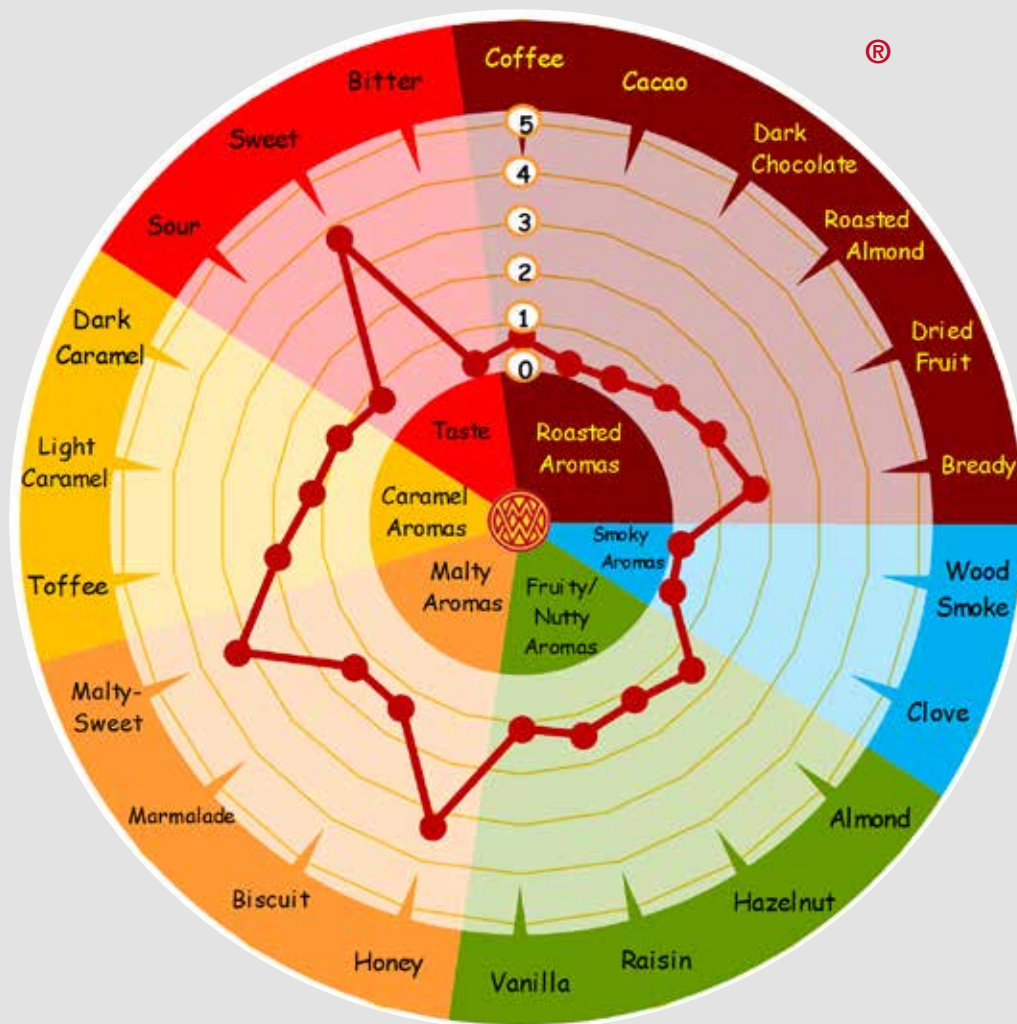 ®
Coffee
Cacao
Dark
Chocolate
Roasted
Almond
Dried
Fruit
Bready
Wood
Smoke
Clove
Almond
Hazelnut
Raisin
Vanilla
Honey
Biscuit
Marmalade
Malty-
Sweet
Toffee
Light
Caramel
Dark
Caramel
Sour
Sweet
Bitter
5
4
3
2
1
0
Taste
Roasted
Aromas
Smoky
Aromas
Fruity/
Nutty
Aromas
Malty
Aromas
Caramel
Aromas